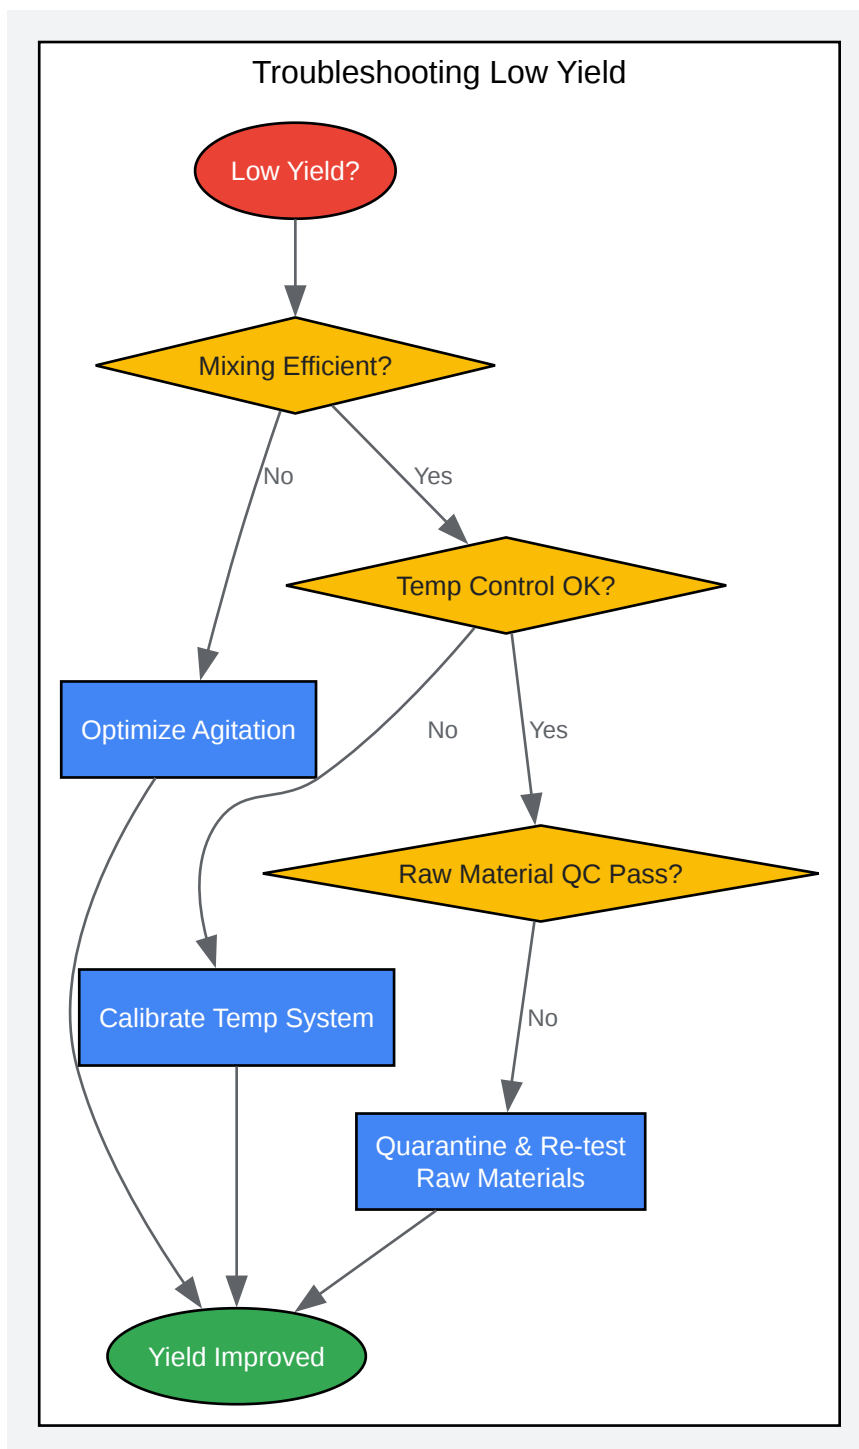 Troubleshooting Low Yield
Low Yield?
Mixing Efficient?
No
Yes
Temp Control OK?
Optimize Agitation
No
Yes
Raw Material QC Pass?
Calibrate Temp System
No
Quarantine & Re-test
Raw Materials
Yield Improved